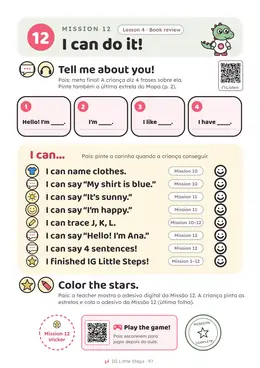 12
MISSION 12
Lesson 4 · Book review
I can do it!
Tell me about you!
Pais: meta final! A criança diz 4 frases sobre ela.
Pinte também a última estrela do Mapa (p. 2).
1
Hello! I'm ____.
2
I'm ____.
3
I like ____.
4
I have ____.
I can...
Pais: pinte a carinha quando a criança conseguir
I can name clothes.
Mission 10
I can say "My shirt is blue."
Mission 10
I can say "It's sunny."
Mission 11
I can say "I'm happy."
Mission 11
I can trace J, K, L.
Mission 10–12
I can say "Hello! I'm Ana."
Mission 12
I can say 4 sentences!
Mission 12
I finished IG Little Steps!
Mission 1–12
Color the stars.
Pais: a teacher mostra o adesivo digital da Missão 12. A criança pinta as
estrelas e cola o adesivo da Missão 12 (última folha).
Mission 12
sticker
Play the game!
Pais: escaneiem para
jogar depois da aula.
MISSION
COMPLETE
IG Little Steps ·